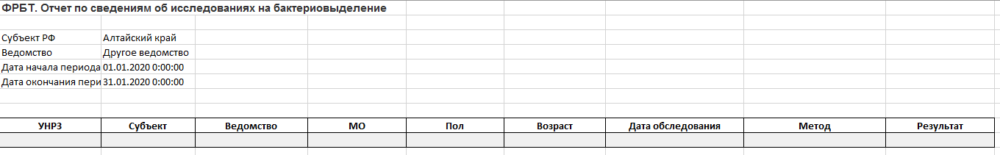 ФРБТ. Отчет по сведениям об исследованиях на бактериовыделение
Субъект РФ Алтайский край
Ведомство Другое ведомство
Дата начала периода 01.01.2020 0:00:00
Дата окончания пери 31.01.2020 0:00:00
УНРЗ Субъект Ведомство МО Пол Возраст Дата обследования Метод Результат